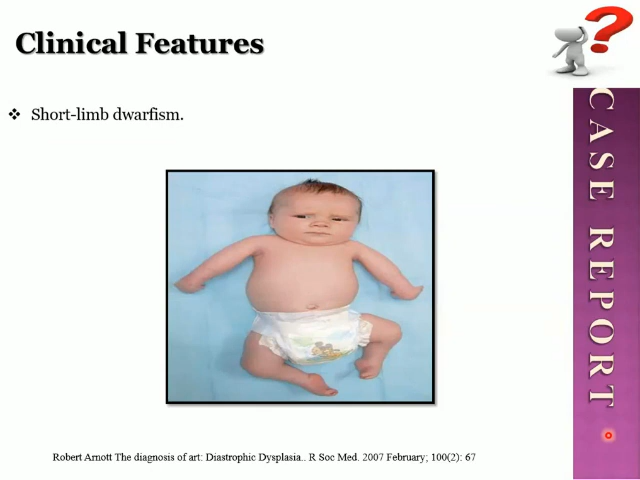 Clinical Features
❖ Short-limb dwarfism.
CASE REPORT
Robert Arnott The diagnosis of art: Diastrophic Dysplasia.. R Soc Med. 2007 February; 100(2): 67